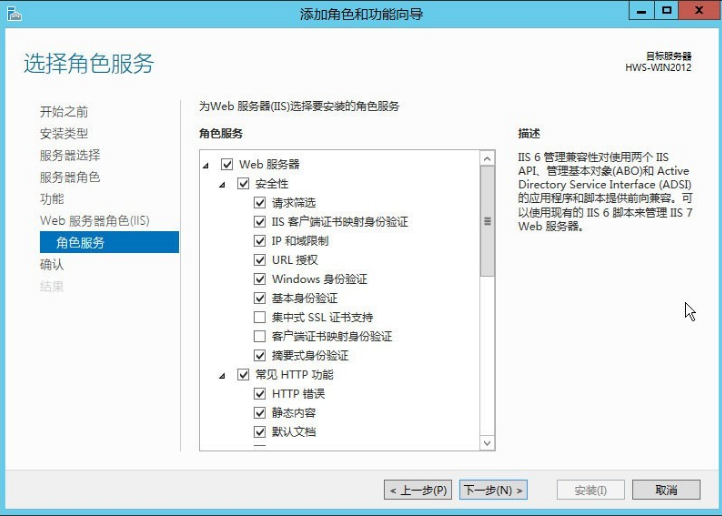 添加角色和功能向导
选择角色服务
目标服务器
HWS-WIN2012
开始之前
安装类型
服务器选择
服务器角色
功能
Web 服务器角色(IIS)
角色服务
确认
结果
为Web 服务器(IIS)选择要安装的角色服务
角色服务
Web 服务器
安全性
请求筛选
IIS 客户端证书映射身份验证
IP 和域限制
URL 授权
Windows 身份验证
基本身份验证
集中式 SSL 证书支持
客户端证书映射身份验证
摘要式身份验证
常见 HTTP 功能
HTTP 错误
静态内容
默认文档
描述
IIS 6 管理兼容性对使用两个 IIS
API、管理基本对象(ABO)和 Active
Directory Service Interface (ADSI)
的应用程序和脚本提供前向兼容。可
以使用现有的 IIS 6 脚本来管理 IIS 7
Web 服务器。
< 上一步(P)
下一步(N) >
安装(I)
取消